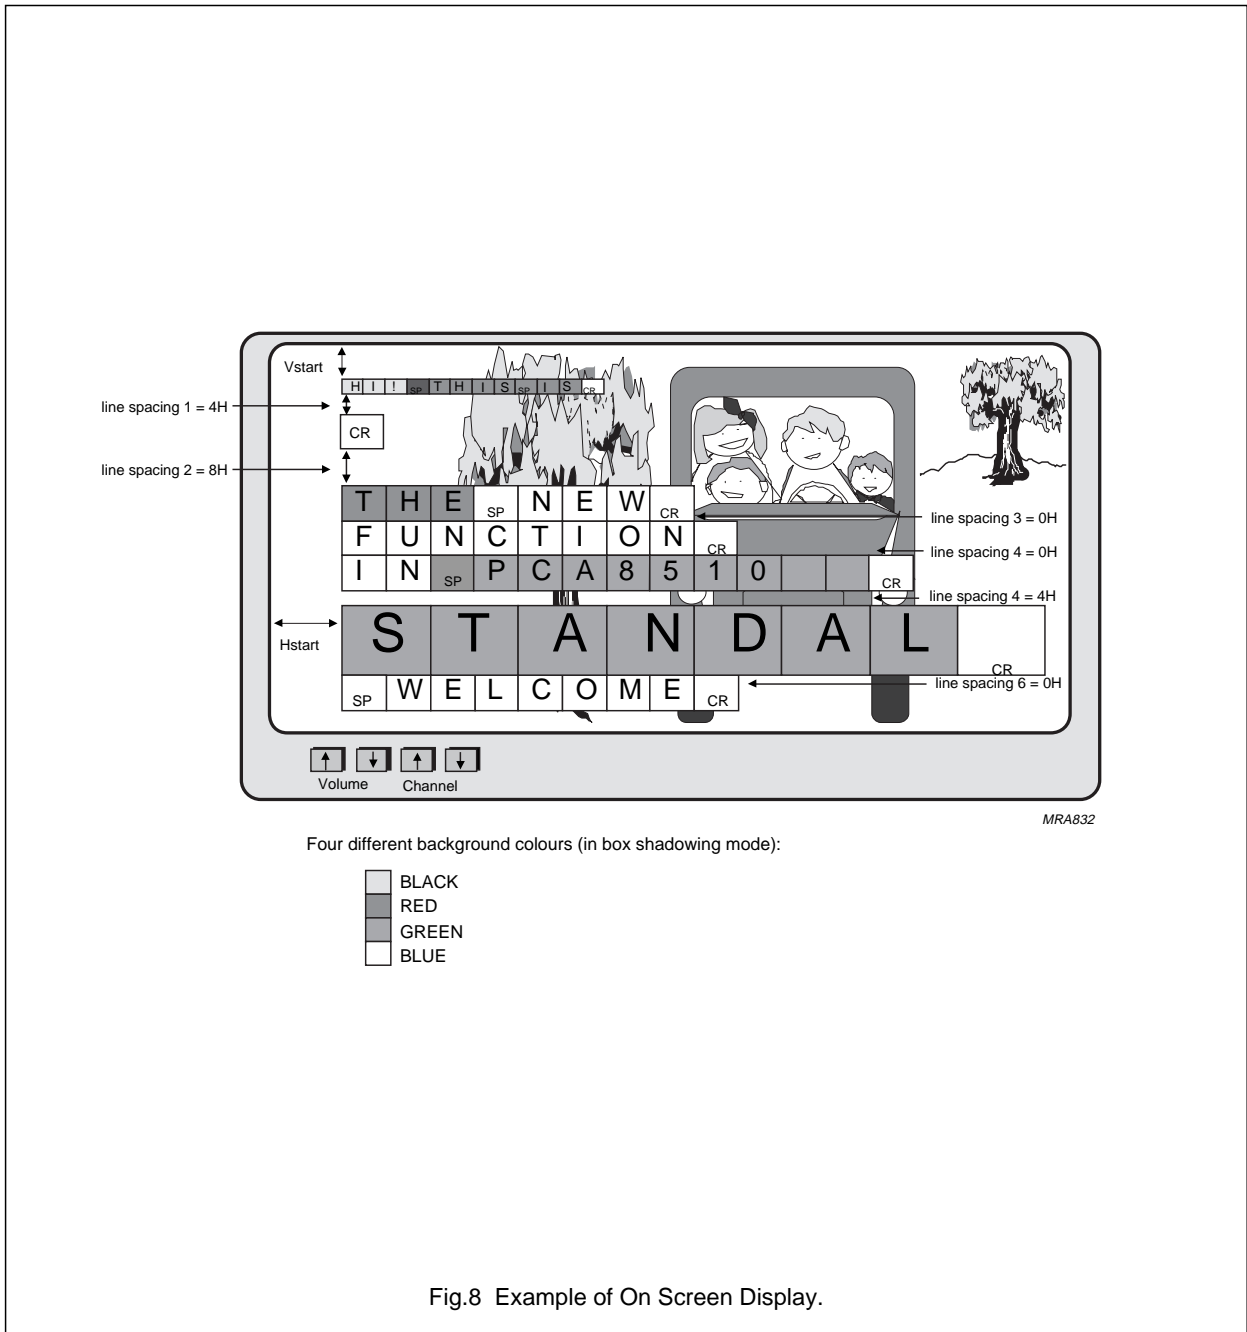 Vstart
H I ! SP T H I S SP I S CR
line spacing 1 = 4H
CR
line spacing 2 = 8H
T H E SP N E W CR
line spacing 3 = 0H
F U N C T I O N CR
line spacing 4 = 0H
I N SP P C A 8 5 1 0 CR
line spacing 4 = 4H
S T A N D A L CR
Hstart
line spacing 6 = 0H
SP W E L C O M E CR
Volume Channel
MRA832
Four different background colours (in box shadowing mode):
BLACK
RED
GREEN
BLUE
Fig.8 Example of On Screen Display.